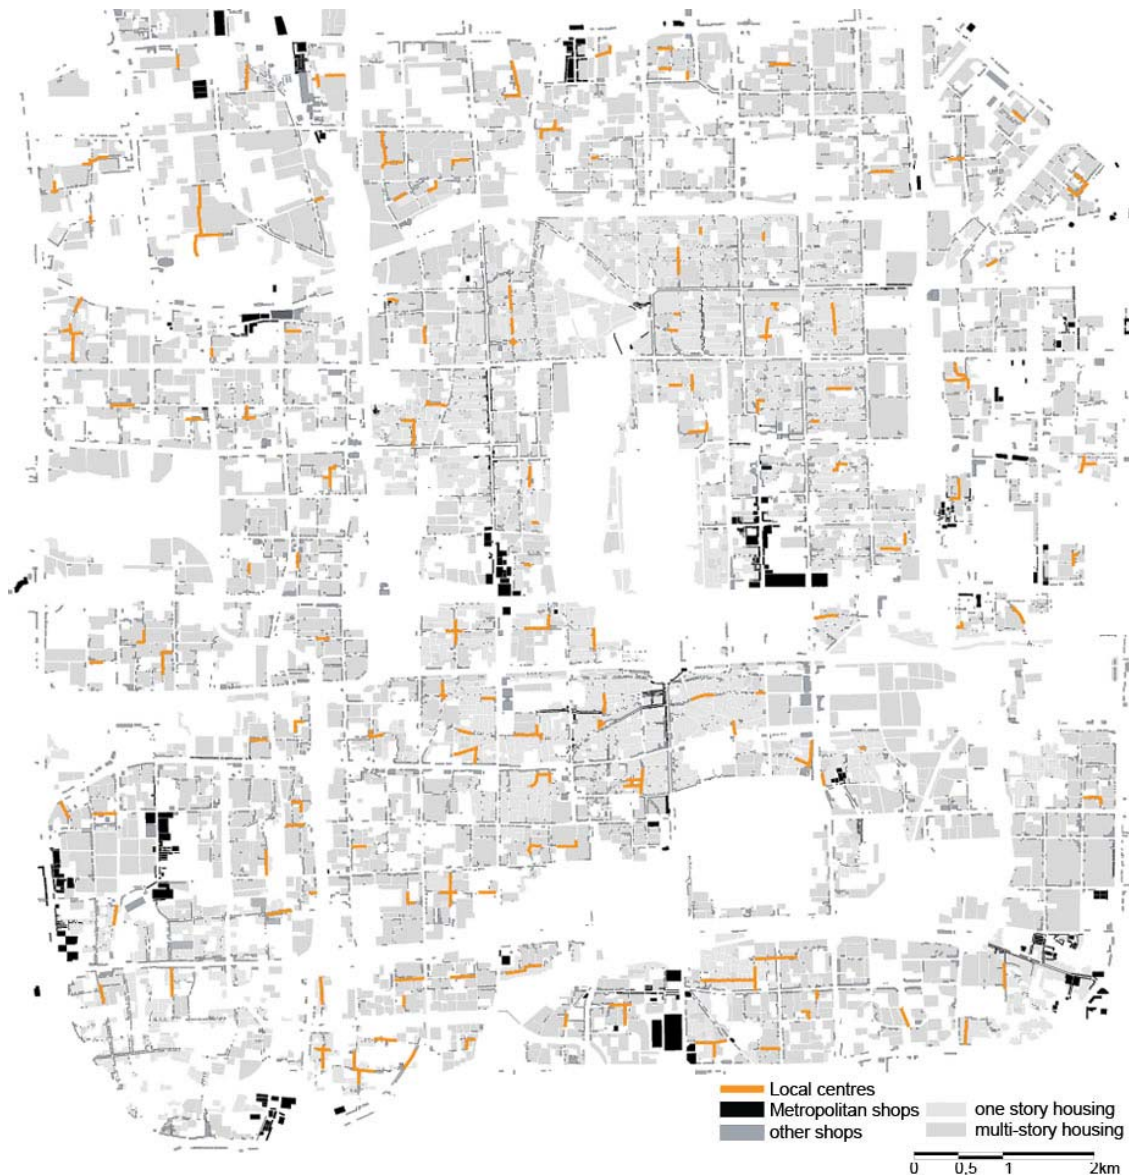 Local centres
Metropolitan shops
other shops
one story housing
multi-story housing
0 0,5 1 2km